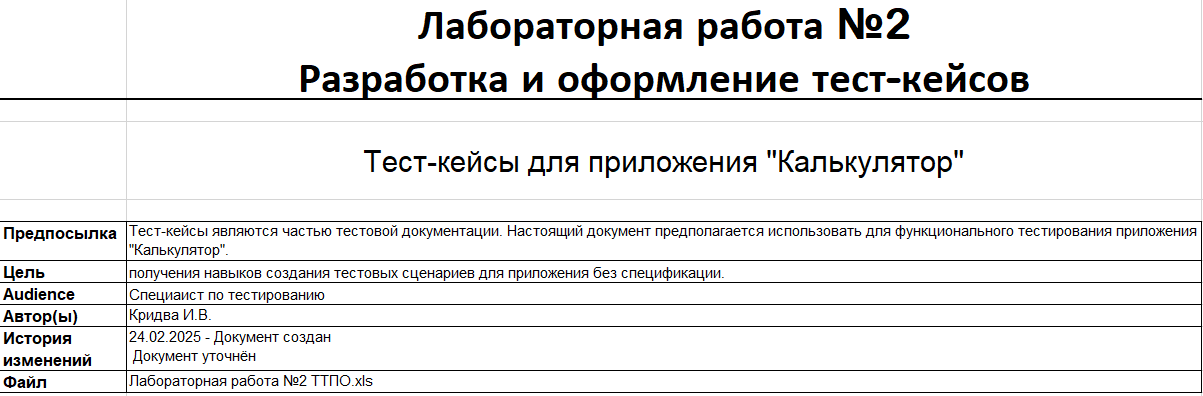 Лабораторная работа №2
Разработка и оформление тест-кейсов
Тест-кейсы для приложения "Калькулятор"
Предпосылка
Тест-кейсы являются частью тестовой документации. Настоящий документ предполагается использовать для функционального тестирования приложения
"Калькулятор".
Цель
получения навыков создания тестовых сценариев для приложения без спецификации.
Audience
Специаист по тестированию
Автор(ы)
Кридва И.В.
История
изменений
24.02.2025 - Документ создан
Документ уточнён
Файл
Лабораторная работа №2 ТТПО.xls